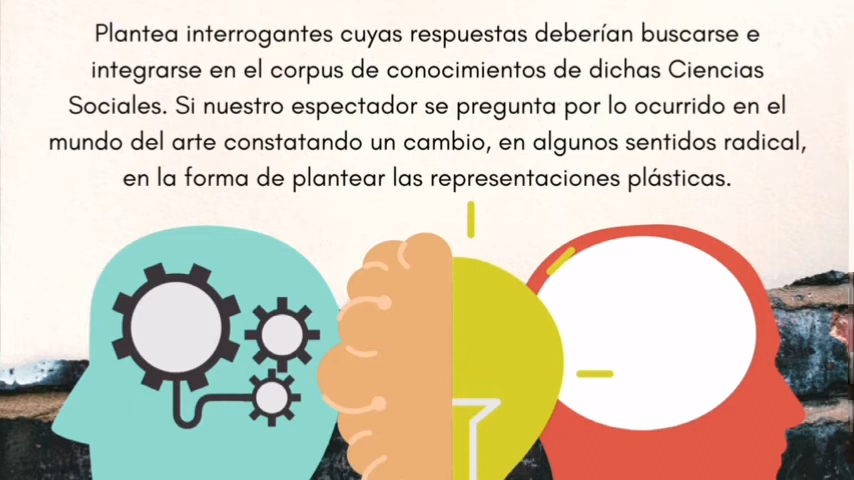 Plantea interrogantes cuyas respuestas deberían buscarse e
integrarse en el corpus de conocimientos de dichas Ciencias
Sociales. Si nuestro espectador se pregunta por lo ocurrido en el
mundo del arte constatando un cambio, en algunos sentidos radical,
en la forma de plantear las representaciones plásticas.